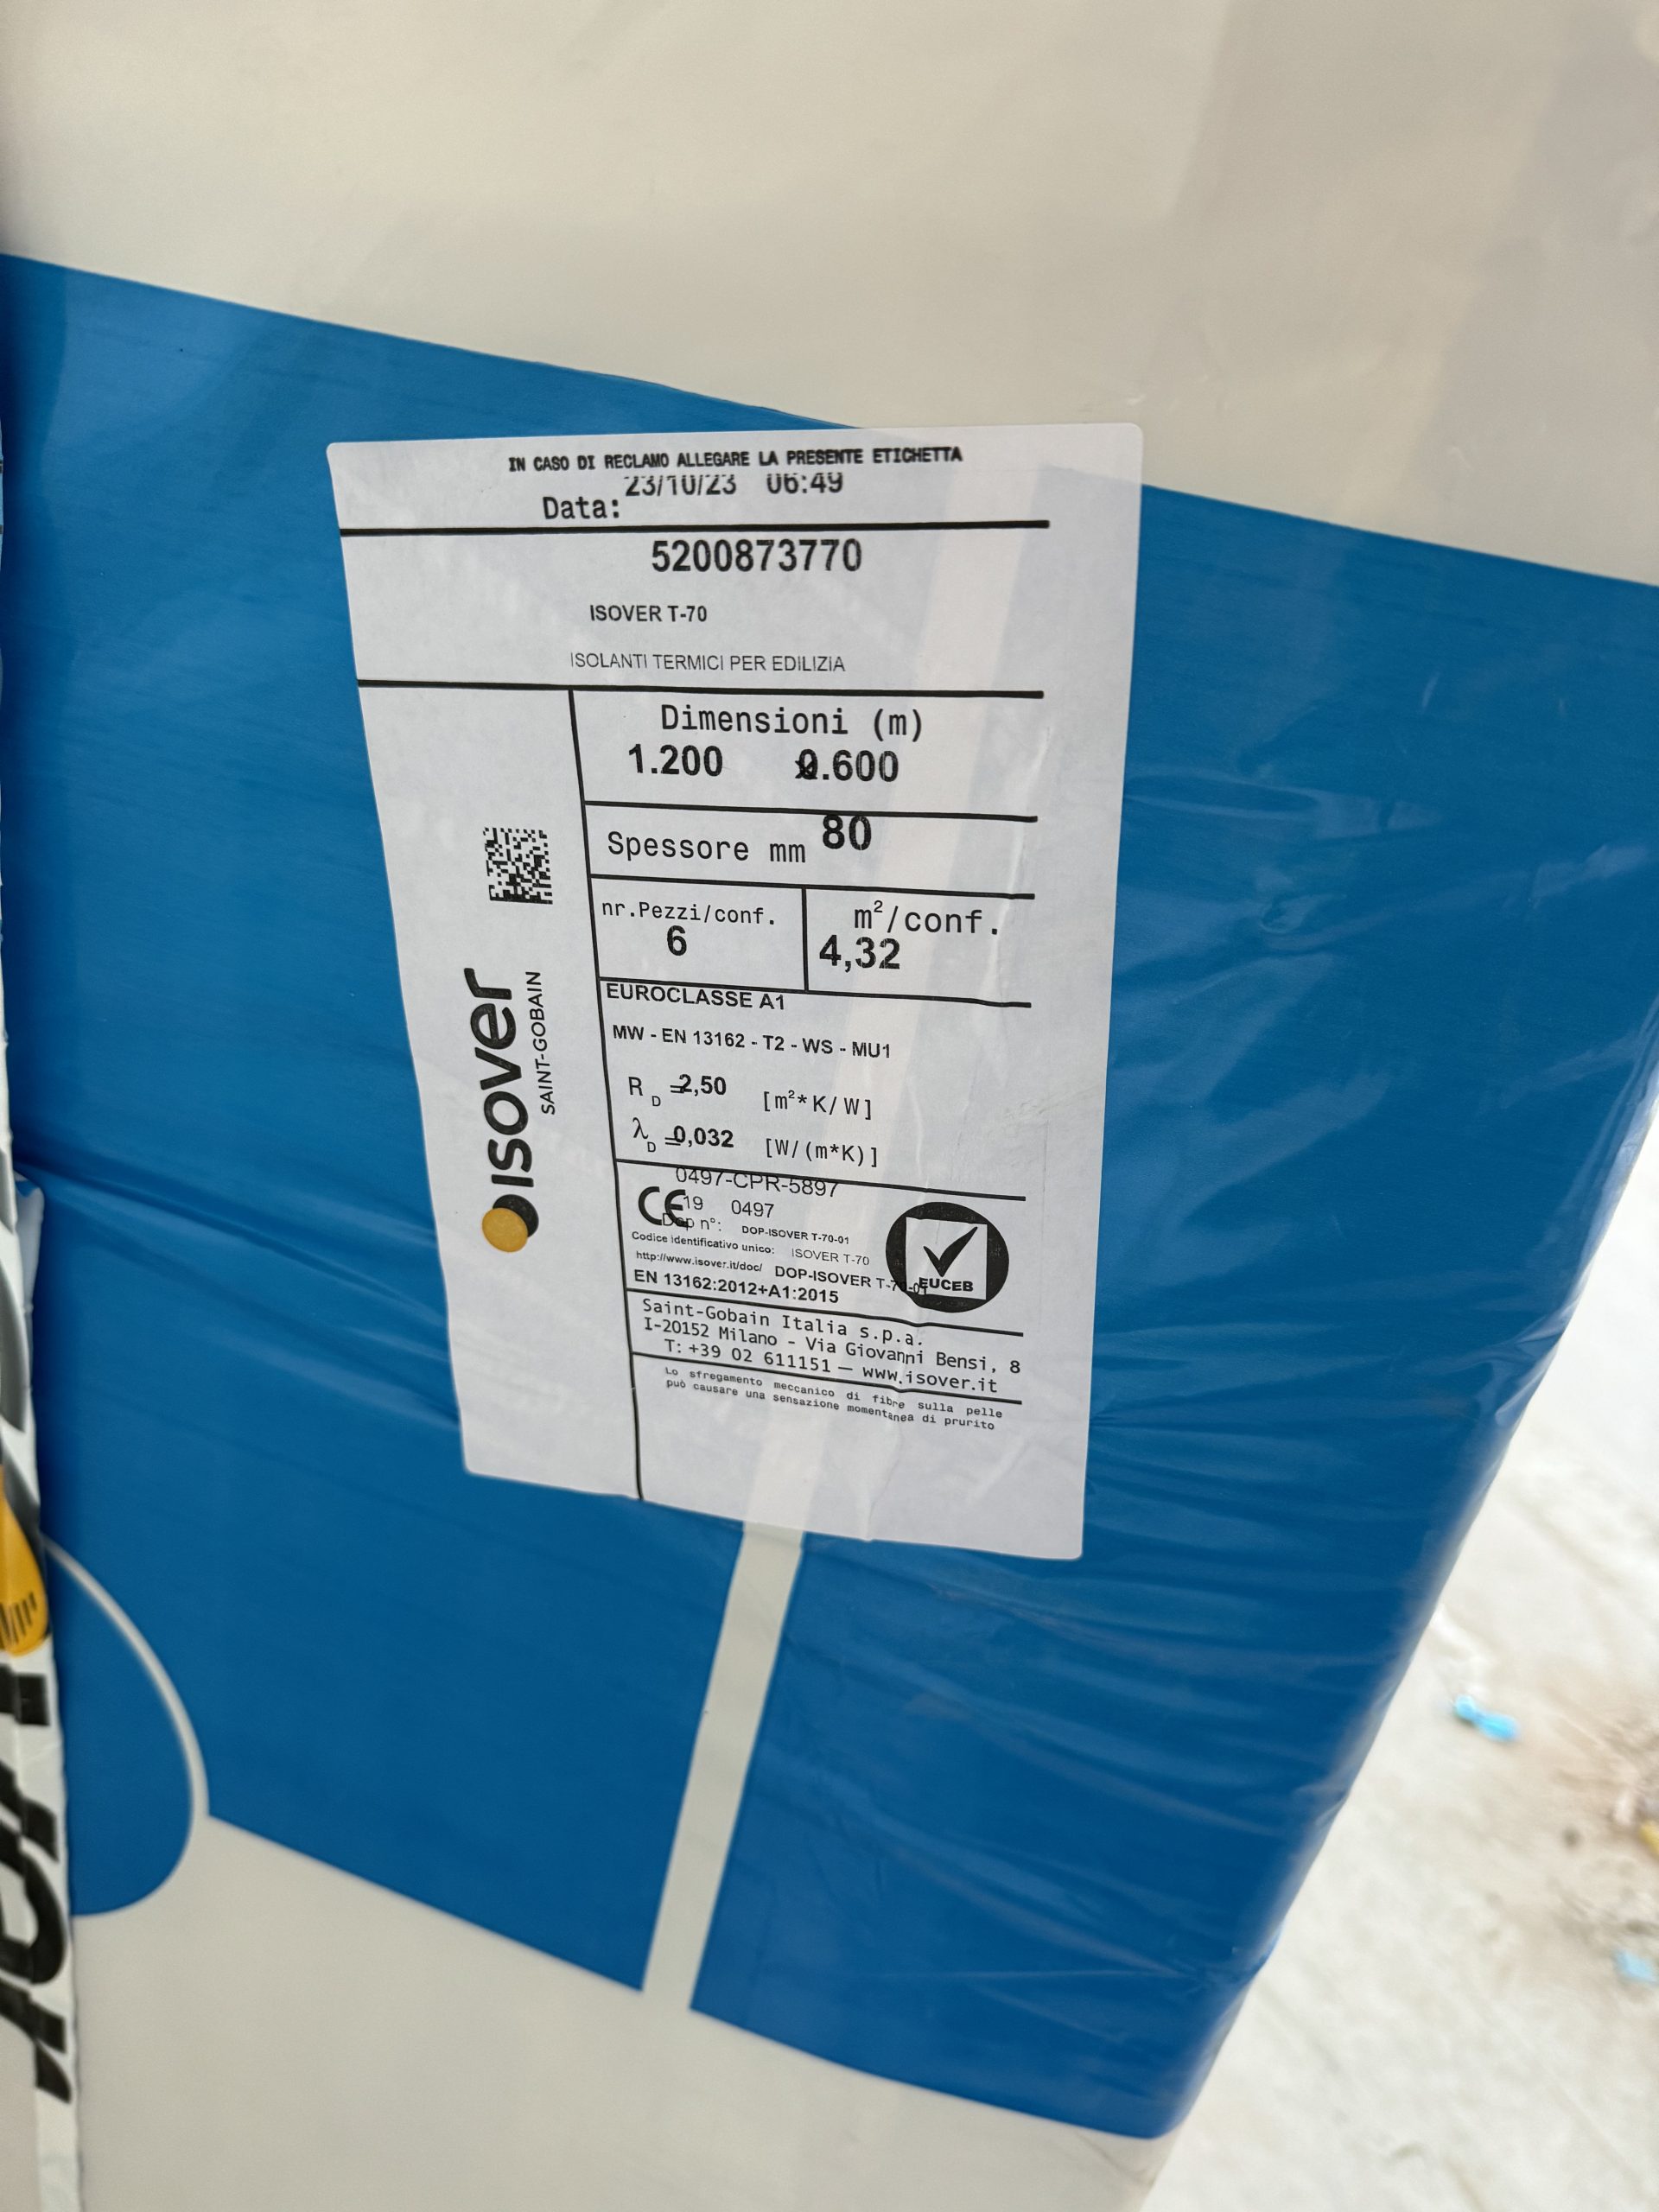 IN CASO DI RECLAMO ALLEGARE LA PRESENTE ETICHETTA
Data: 23/10/23 06:49
5200873770
ISOVER T-70
ISOLANTI TERMICI PER EDILIZIA
Dimensioni (m)
1.200 x 0.600
Spessore mm 80
nr.Pezzi/conf. m²/conf.
6 4,32
EUROCLASSE A1
MW - EN 13162 - T2 - WS - MU1
R D =2,50 [m²*K/W]
λ D =0,032 [W/(m*K)]
0497-CPR-5897
CE 19 0497
Dop n°: DOP-ISOVER T-70-01
Codice identificativo unico: ISOVER T-70
http://www.isover.it/doc/ DOP-ISOVER T-70-01
EN 13162:2012+A1:2015
EUCEB
Saint-Gobain Italia s.p.a.
I-20152 Milano - Via Giovanni Bensi, 8
T: +39 02 611151 — www.isover.it
Lo sfregamento meccanico di fibre sulla pelle
può causare una sensazione momentanea di prurito
isover
SAINT-GOBAIN